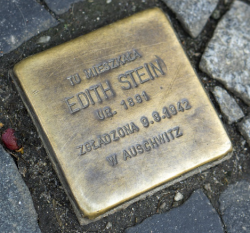 TU MIESZKAŁA
EDITH STEIN
UR. 1891
ZGŁADZONA 9.8.1942
W AUSCHWITZ